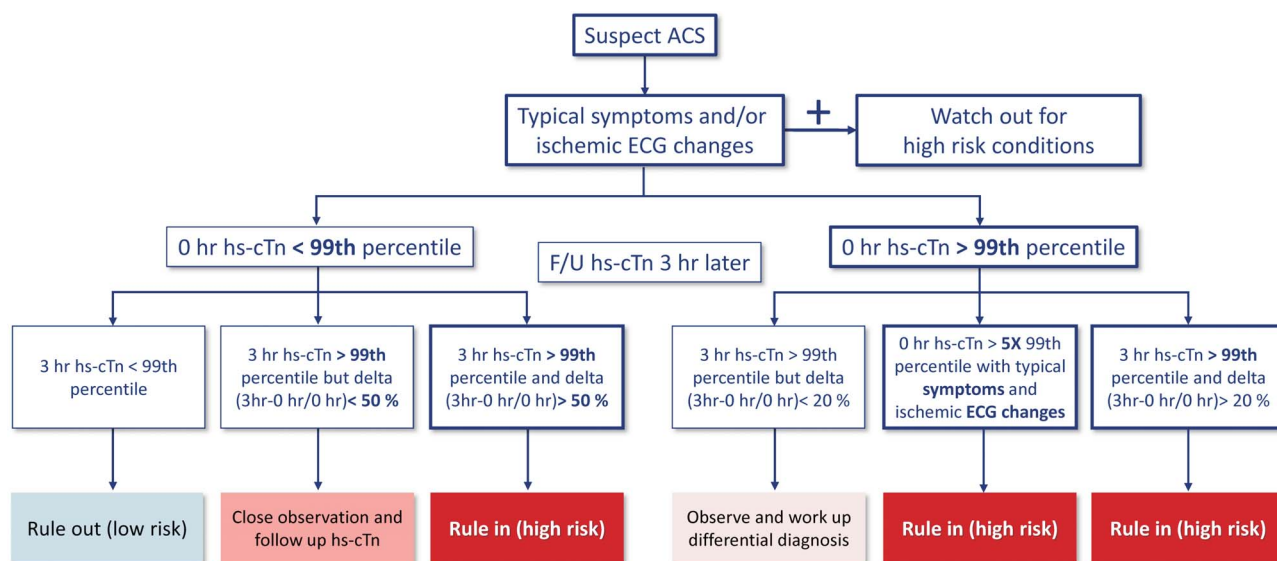 Suspect ACS
Typical symptoms and/or
ischemic ECG changes
+
Watch out for
high risk conditions
0 hr hs-cTn < 99th percentile
F/U hs-cTn 3 hr later
0 hr hs-cTn > 99th percentile
3 hr hs-cTn < 99th
percentile
3 hr hs-cTn > 99th
percentile but delta
(3hr-0 hr/0 hr)< 50 %
3 hr hs-cTn > 99th
percentile and delta
(3hr-0 hr/0 hr)> 50 %
3 hr hs-cTn > 99th
percentile but delta
(3hr-0 hr/0 hr)< 20 %
0 hr hs-cTn > 5X 99th
percentile with typical
symptoms and
ischemic ECG changes
3 hr hs-cTn > 99th
percentile and delta
(3hr-0 hr/0 hr)> 20 %
Rule out (low risk)
Close observation and
follow up hs-cTn
Rule in (high risk)
Observe and work up
differential diagnosis
Rule in (high risk)
Rule in (high risk)